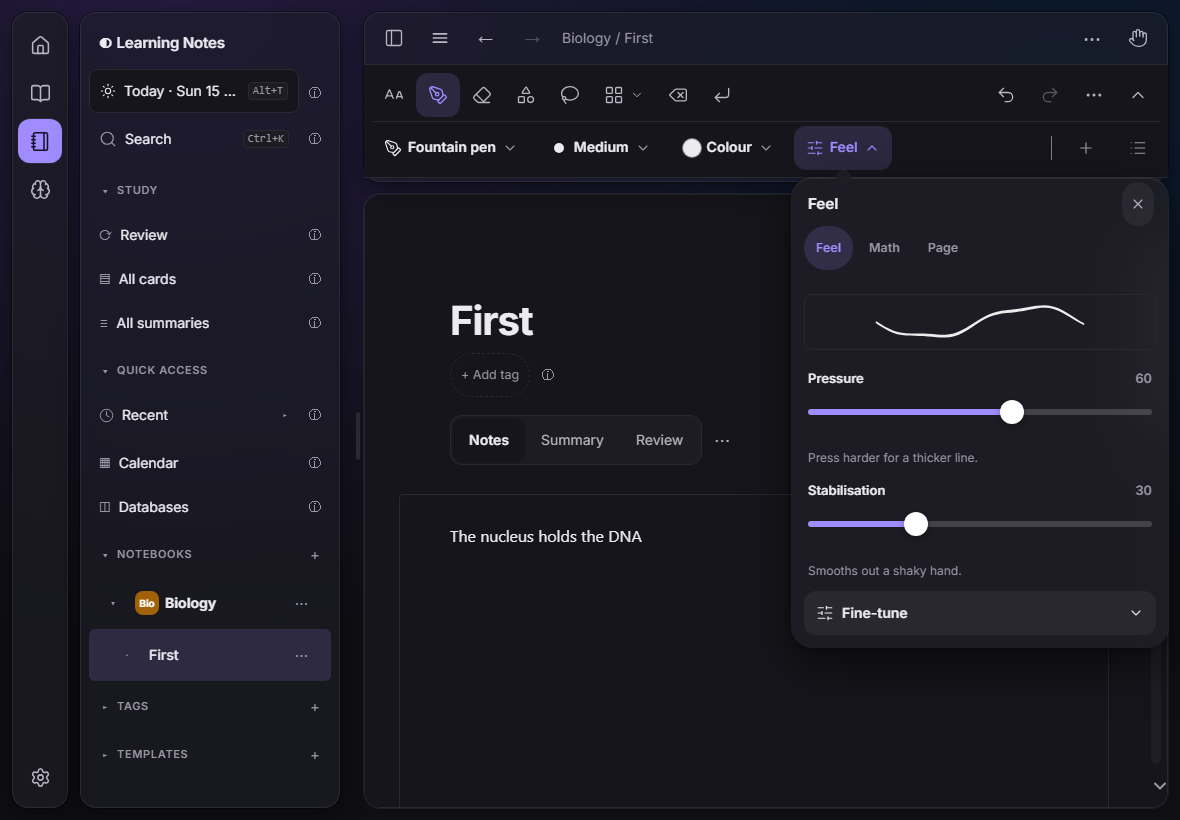 Learning Notes
Today · Sun 15 ... Alt+T
Search Ctrl+K
STUDY
Review
All cards
All summaries
QUICK ACCESS
Recent
Calendar
Databases
NOTEBOOKS
Bio Biology
First
TAGS
TEMPLATES
Biology / First
AA
Fountain pen
Medium
Colour
Feel
First
+ Add tag
Notes Summary Review
The nucleus holds the DNA
Feel
Feel Math Page
Pressure 60
Press harder for a thicker line.
Stabilisation 30
Smooths out a shaky hand.
Fine-tune